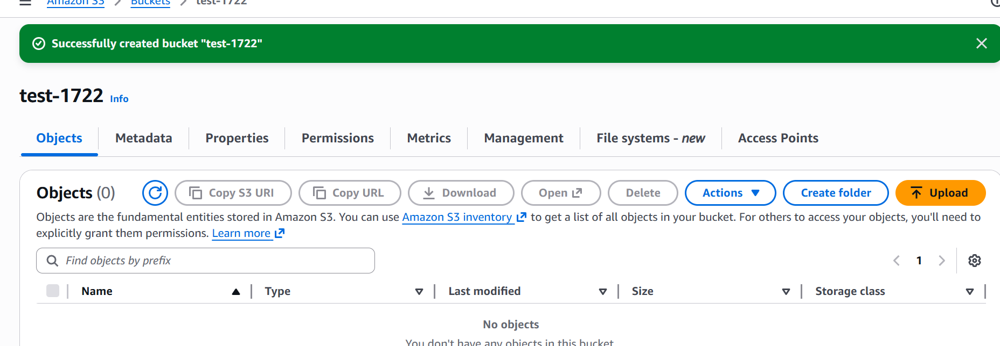 Amazon S3 > Buckets > test-1722
Successfully created bucket "test-1722"
test-1722 Info
Objects Metadata Properties Permissions Metrics Management File systems - new Access Points
Objects (0) Copy S3 URI Copy URL Download Open Delete Actions Create folder Upload
Objects are the fundamental entities stored in Amazon S3. You can use Amazon S3 inventory to get a list of all objects in your bucket. For others to access your objects, you'll need to
explicitly grant them permissions. Learn more
Find objects by prefix
1
Name Type Last modified Size Storage class
No objects
You don't have any objects in this bucket.